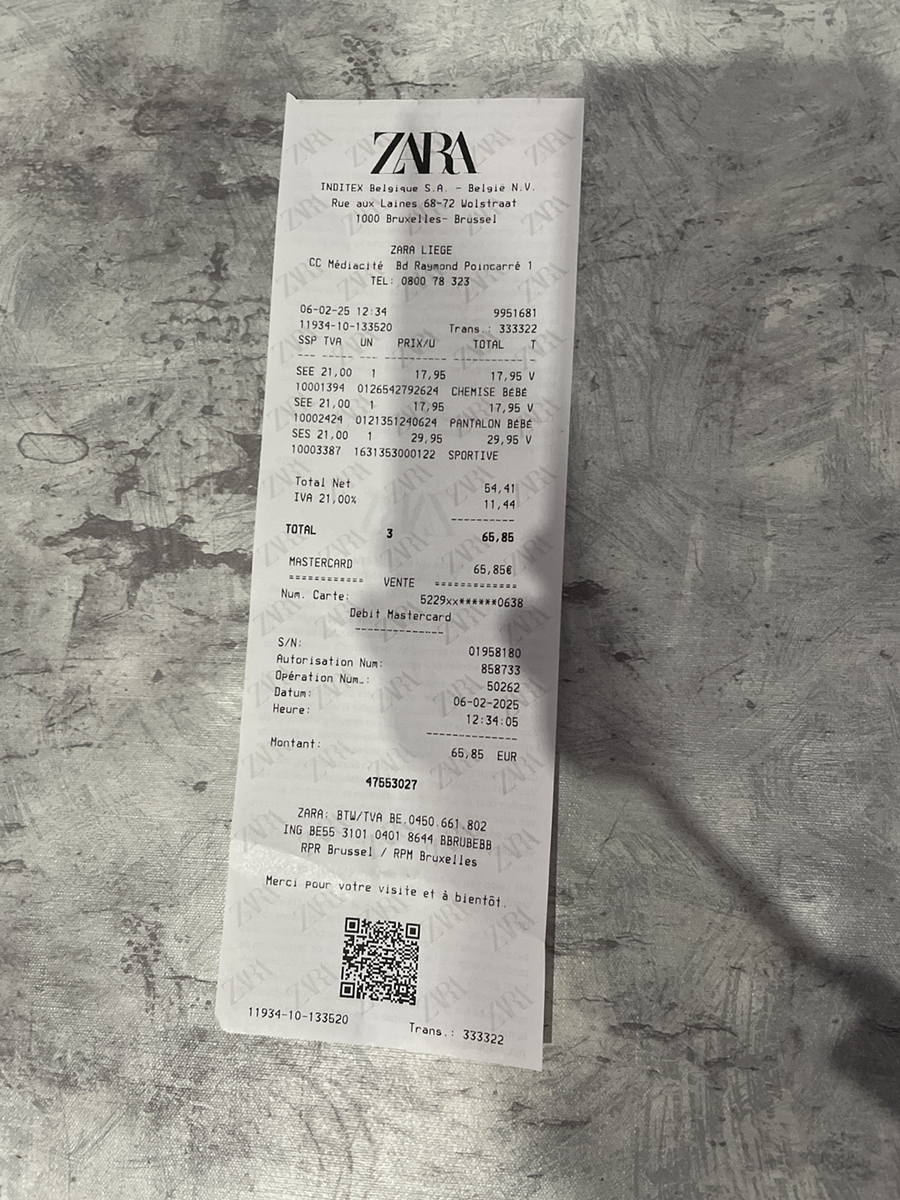 ZARA
INDITEX Belgique S.A. - België N.V.
Rue aux Laines 68-72 Wolstraat
1000 Bruxelles- Brussel
ZARA LIEGE
CC Médiacité Bd Raymond Poincarré 1
TEL: 0800 78 323
06-02-25 12:34 9951681
11934-10-133520 Trans.: 333322
SSP TVA UN PRIX/U TOTAL T
--- ----- --- ---------- ---------- -
SEE 21,00 1 17,95 17,95 V
10001394 0126542792624 CHEMISE BÉBÉ
SEE 21,00 1 17,95 17,95 V
10002424 0121351240624 PANTALON BÉBÉ
SES 21,00 1 29,95 29,95 V
10003387 1631353000122 SPORTIVE
Total Net 54,41
IVA 21,00% 11,44
----------
TOTAL 3 65,85
MASTERCARD 65,85€
============ VENTE =============
Num. Carte: 5229xx******0638
Debit Mastercard
--------------
S/N: 01958180
Autorisation Num: 858733
Opération Num.: 50262
Datum: 06-02-2025
Heure: 12:34:05
--------------
Montant: 65,85 EUR
47553027
ZARA: BTW/TVA BE.0450.661.802
ING BE55 3101 0401 8644 BBRUBEBB
RPR Brussel / RPM Bruxelles
Merci pour votre visite et à bientôt.
11934-10-133520 Trans.: 333322